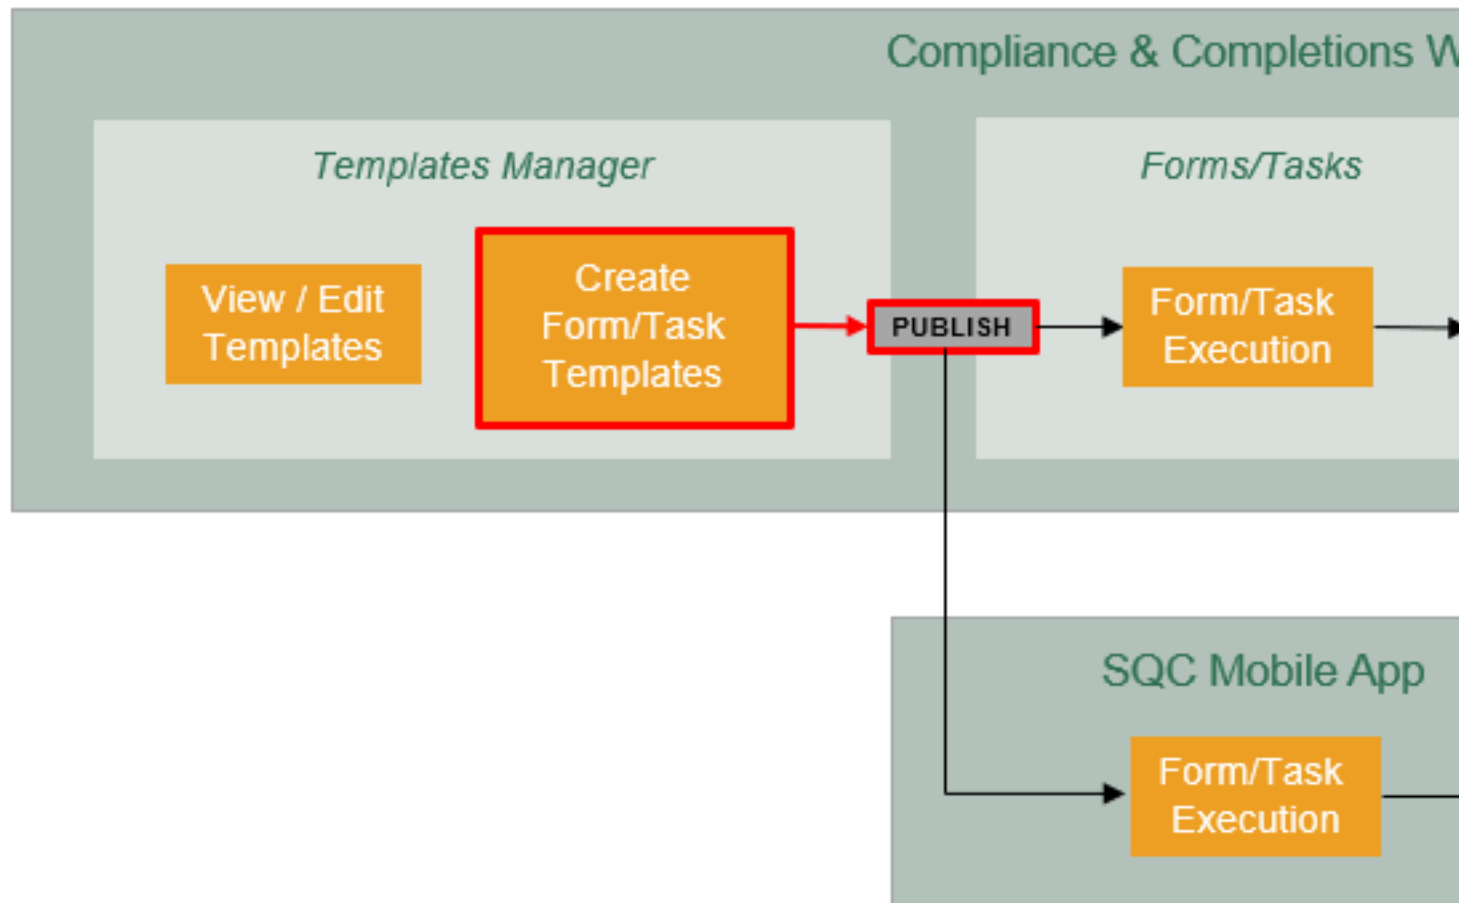 Compliance & Completions W
Templates Manager
View / Edit
Templates
Create
Form/Task
Templates
PUBLISH
Forms/Tasks
Form/Task
Execution
SQC Mobile App
Form/Task
Execution